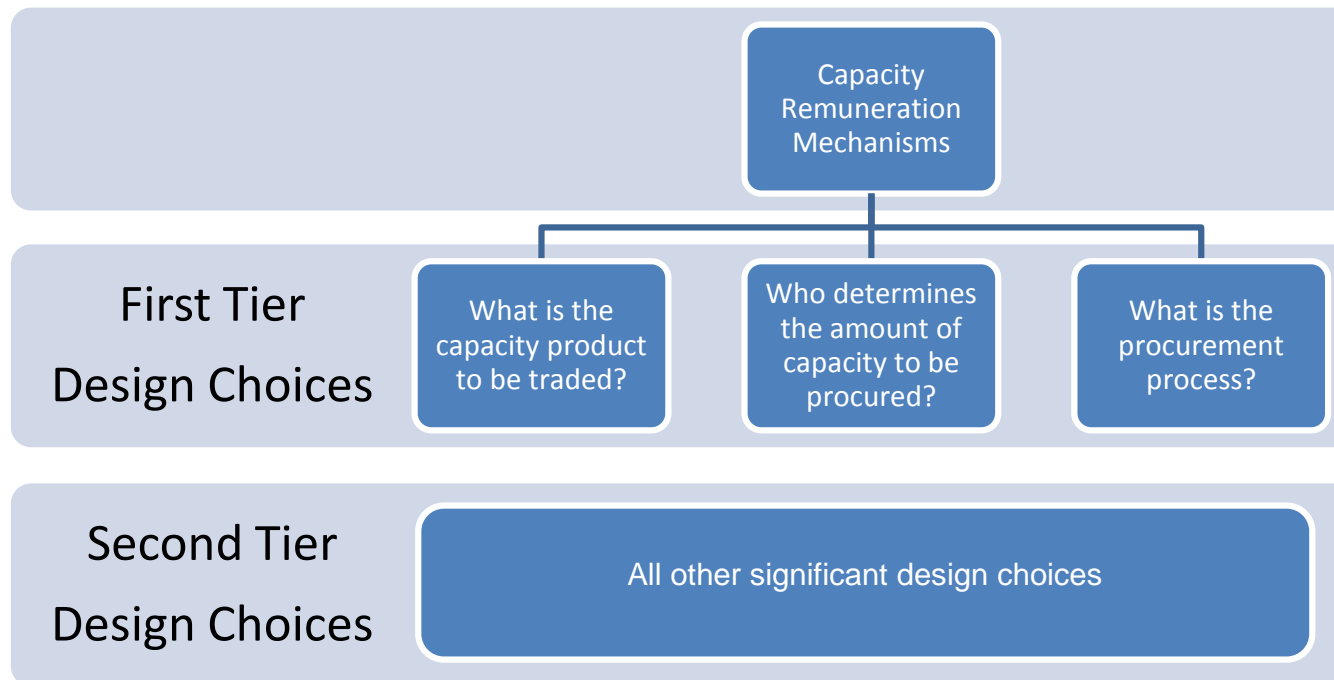 Capacity
Remuneration
Mechanisms
First Tier
Design Choices
What is the
capacity product
to be traded?
Who determines
the amount of
capacity to be
procured?
What is the
procurement
process?
Second Tier
Design Choices
All other significant design choices